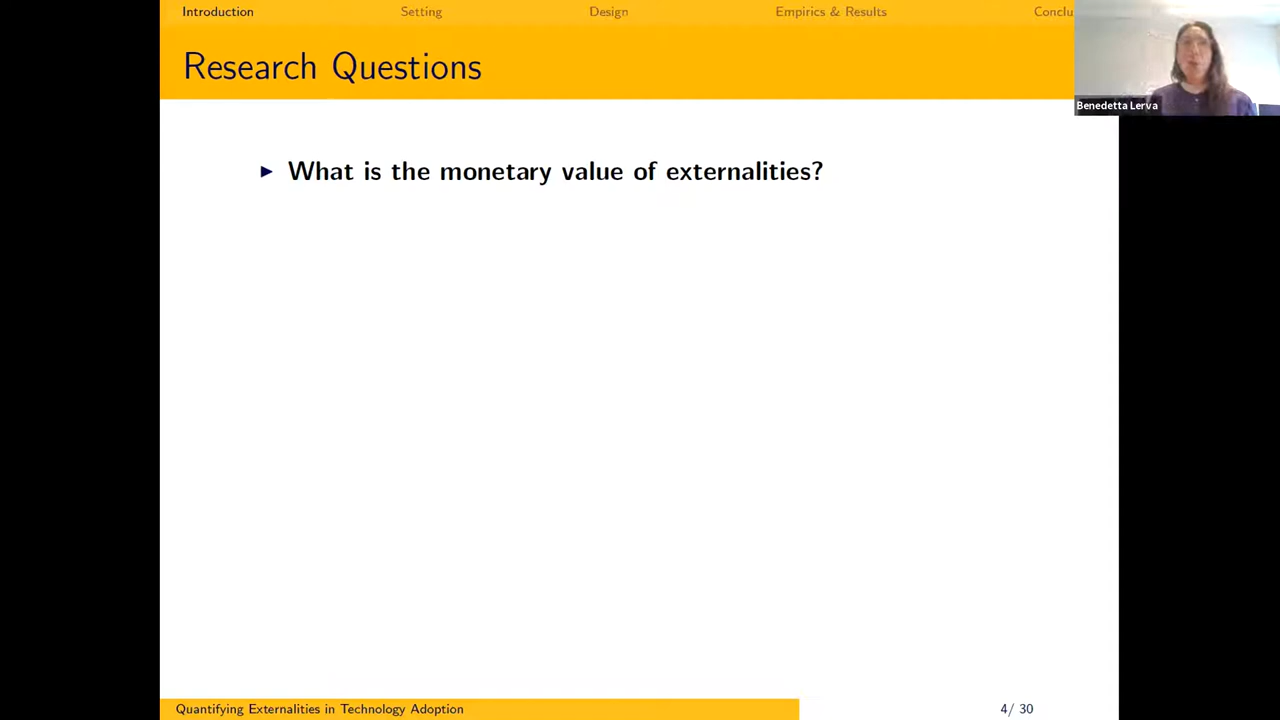 Introduction Setting Design Empirics & Results Conclu
Research Questions
Benedetta Lerva
What is the monetary value of externalities?
Quantifying Externalities in Technology Adoption 4/ 30